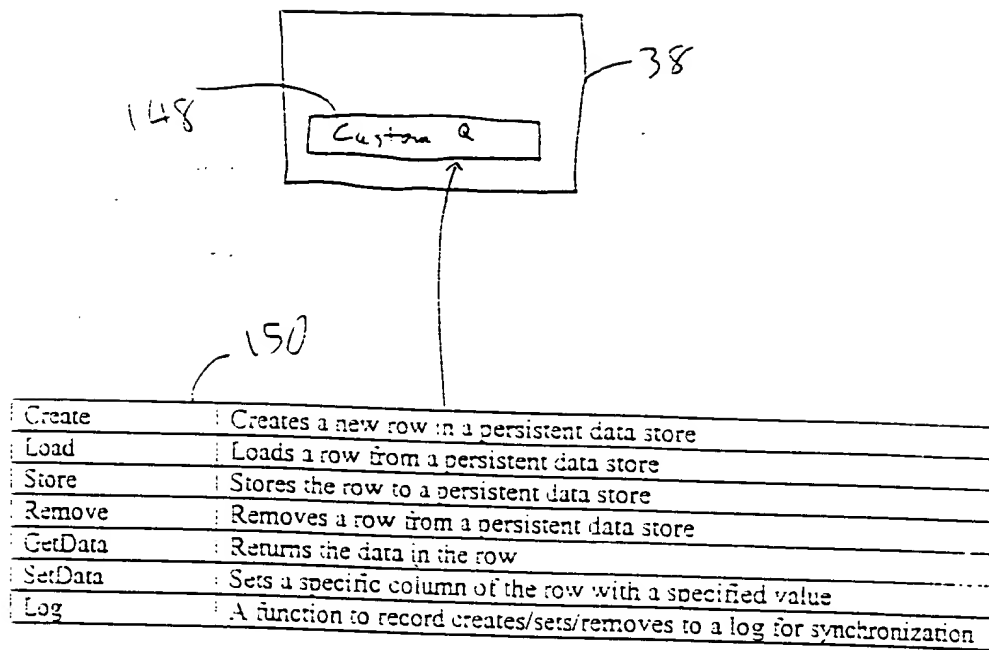 38
148
Custom Q
150
Create Creates a new row in a persistent data store
Load Loads a row from a persistent data store
Store Stores the row to a persistent data store
Remove Removes a row from a persistent data store
GetData Returns the data in the row
SetData Sets a specific column of the row with a specified value
Log A function to record creates/sets/removes to a log for synchronization